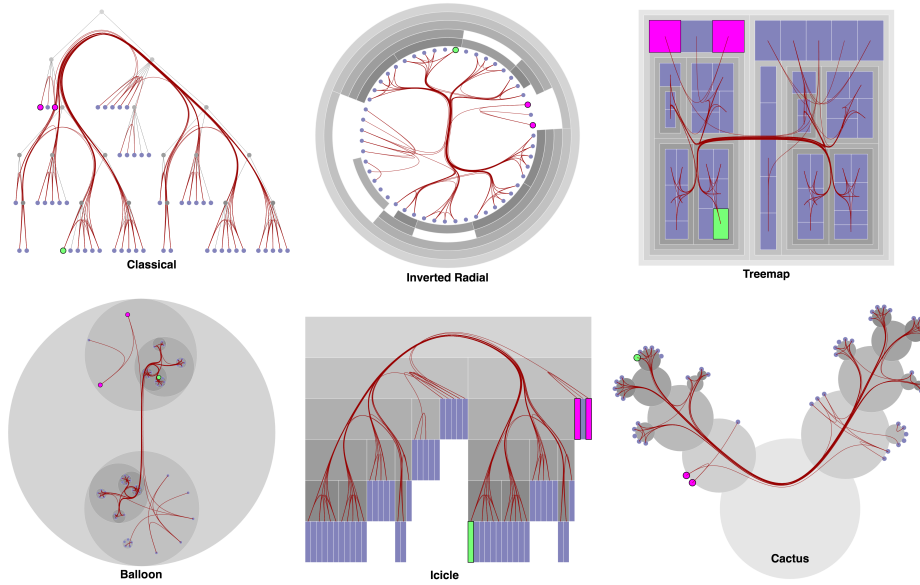 Classical
Inverted Radial
Treemap
Balloon
Icicle
Cactus